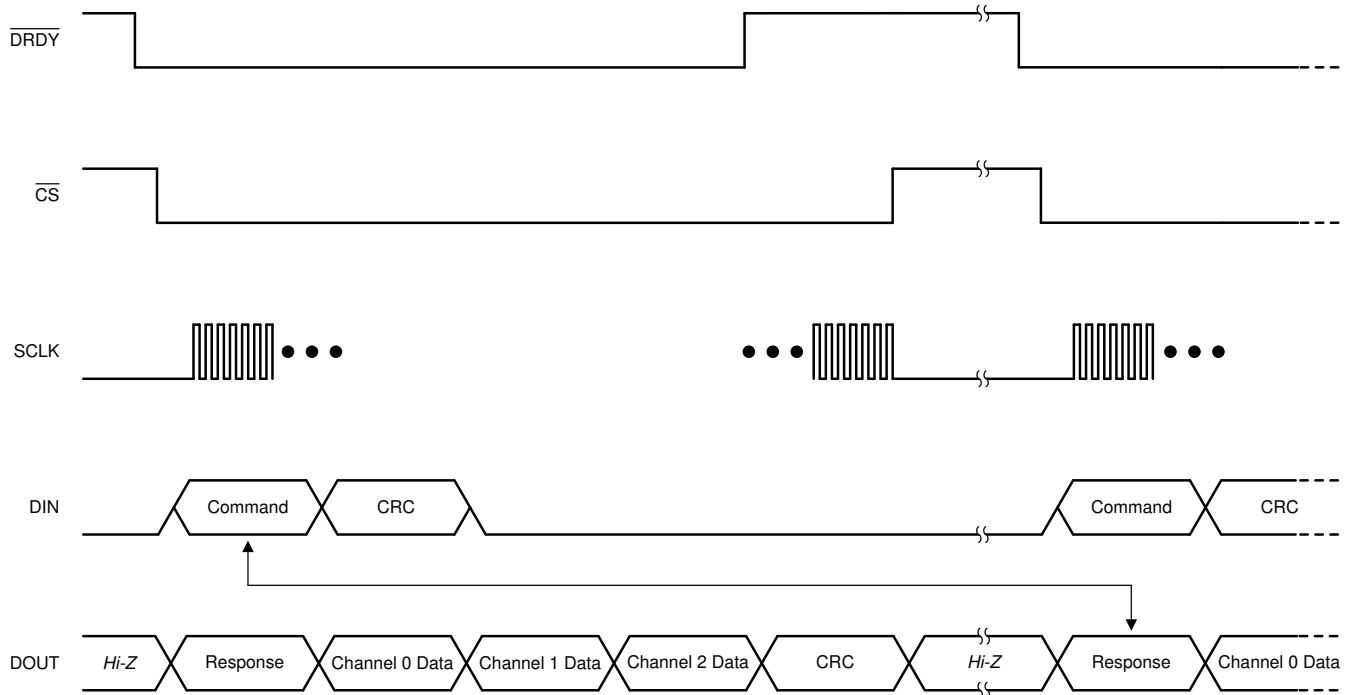 DRDY
CS
SCLK
DIN
Command
CRC
Command
CRC
DOUT
Hi-Z
Response
Channel 0 Data
Channel 1 Data
Channel 2 Data
CRC
Hi-Z
Response
Channel 0 Data